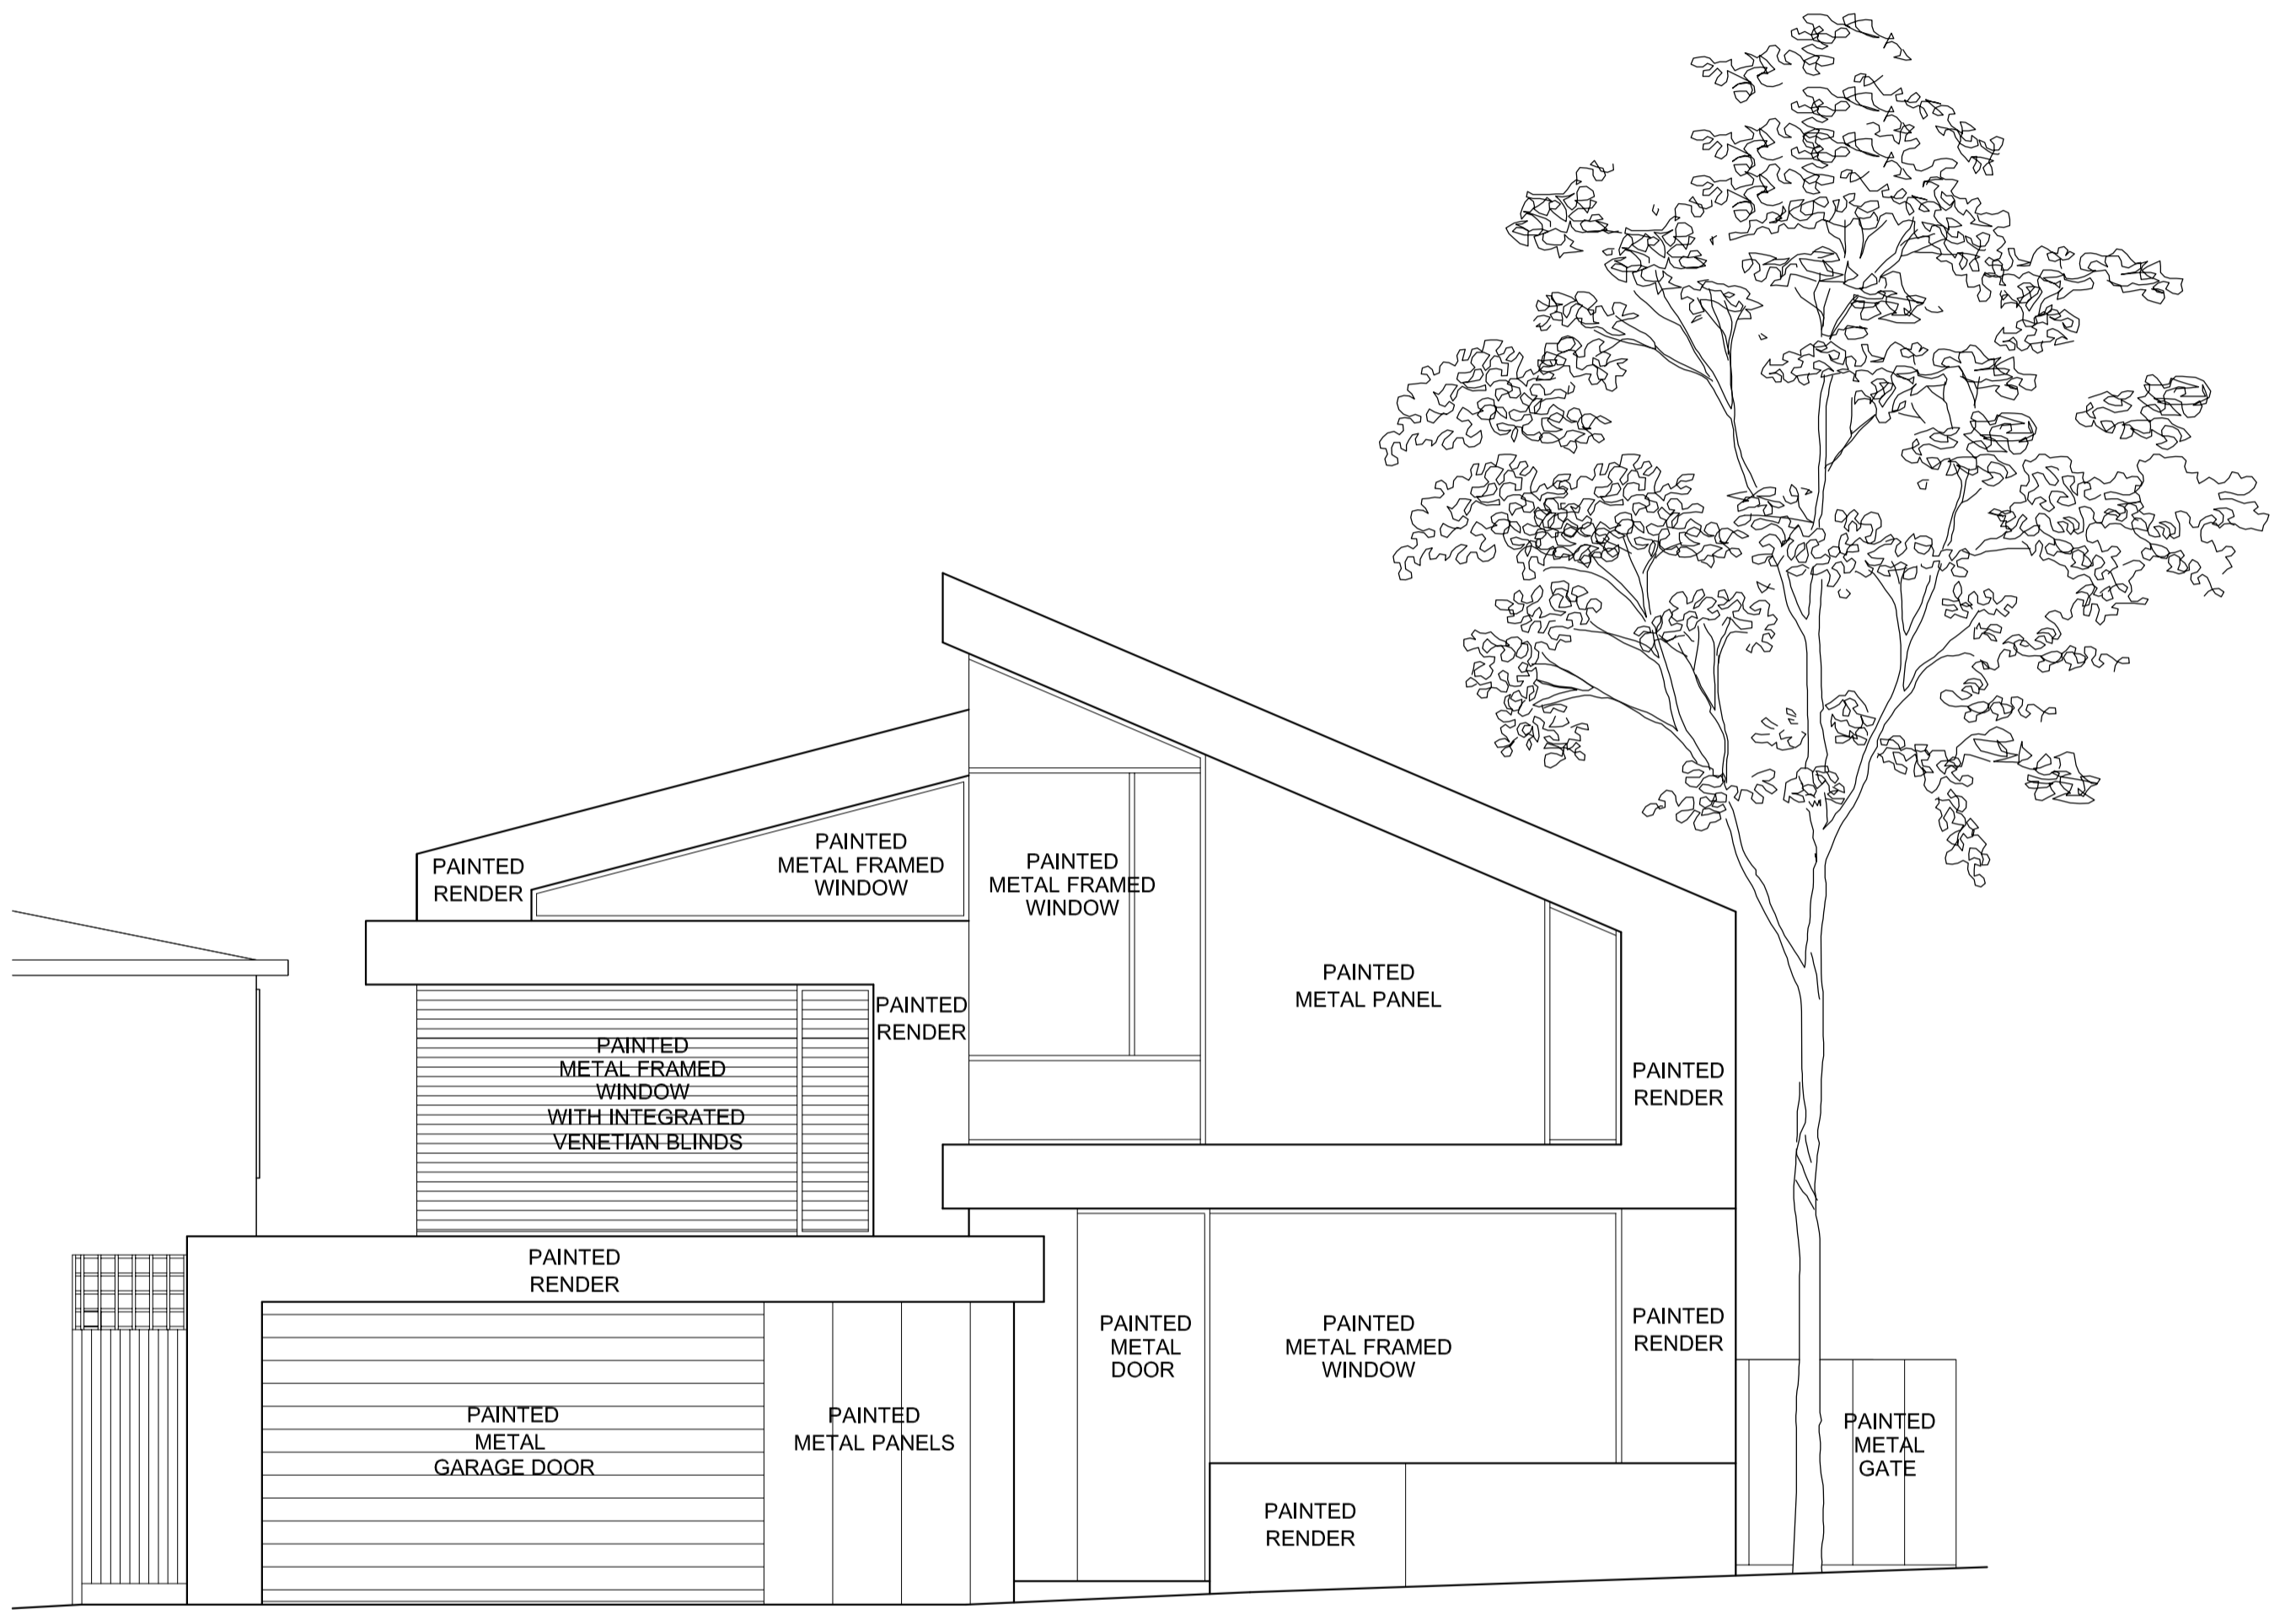 PAINTED
METAL FRAMED
WINDOW
PAINTED
RENDER
PAINTED
METAL FRAMED
WINDOW
PAINTED
METAL PANEL
PAINTED
RENDER
PAINTED
METAL FRAMED
WINDOW
WITH INTEGRATED
VENETIAN BLINDS
PAINTED
RENDER
PAINTED
RENDER
PAINTED
METAL
DOOR
PAINTED
METAL FRAMED
WINDOW
PAINTED
RENDER
PAINTED
METAL
GARAGE DOOR
PAINTED
METAL PANELS
PAINTED
METAL
GATE
PAINTED
RENDER